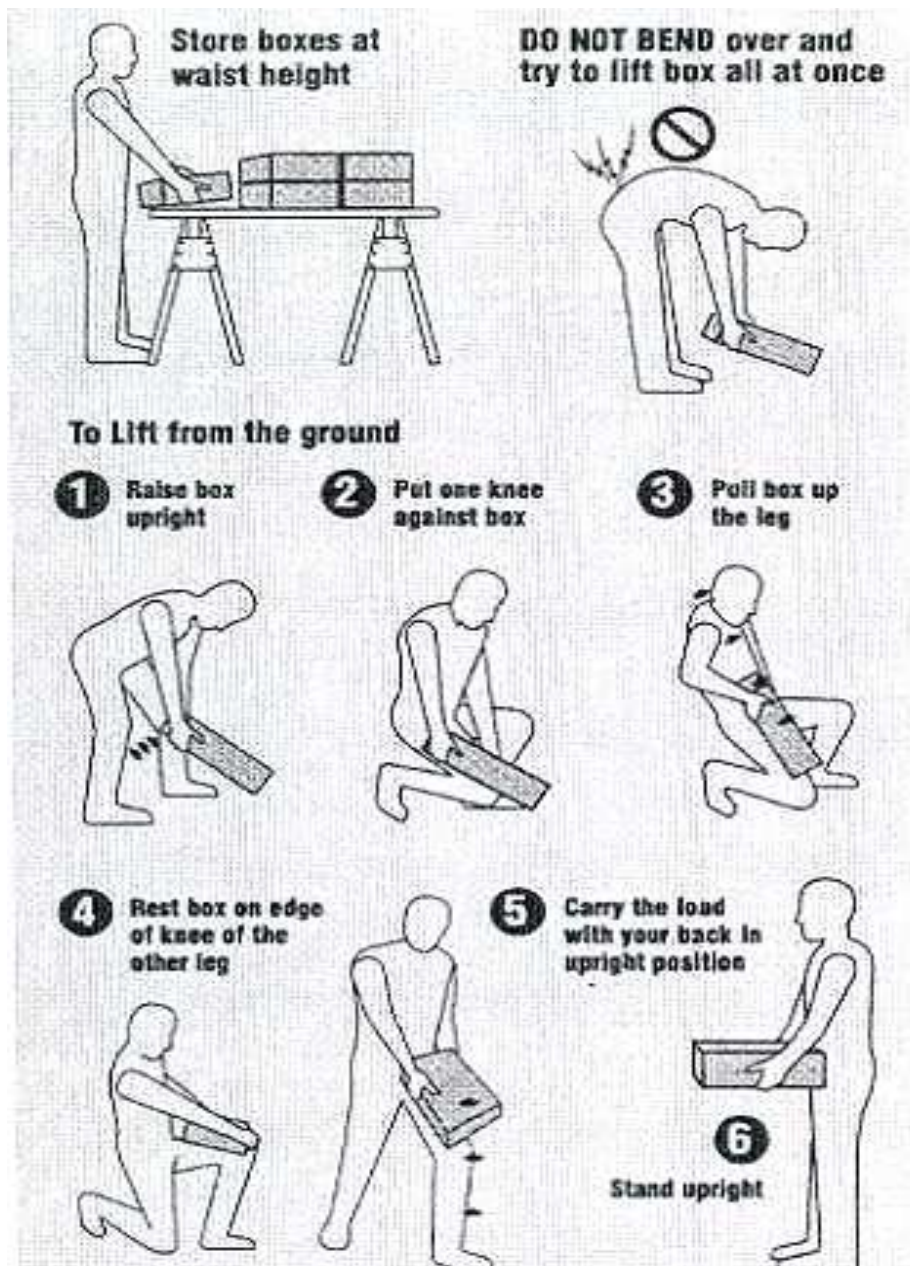 Store boxes at
waist height
DO NOT BEND over and
try to lift box all at once
To Lift from the ground
1 Raise box
upright
2 Put one knee
against box
3 Pull box up
the leg
4 Rest box on edge
of knee of the
other leg
5 Carry the load
with your back in
upright position
6
Stand upright